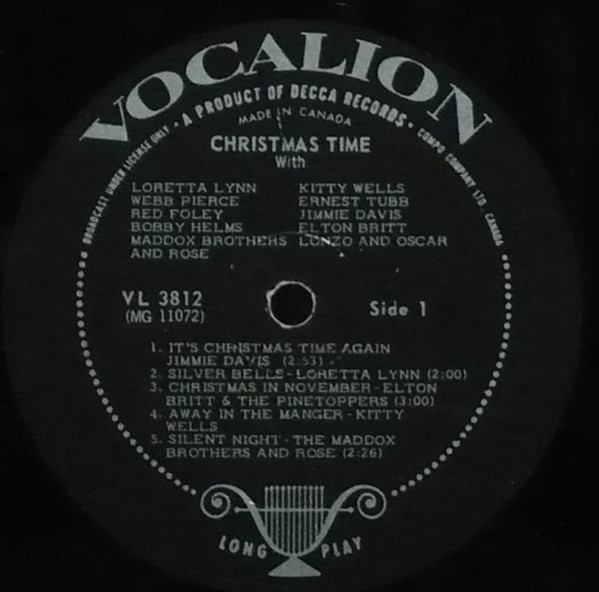 VOCALION
• A PRODUCT OF DECCA RECORDS •
BROADCAST UNDER LICENSE ONLY
COMPO COMPANY LTD. CANADA
MADE IN CANADA
CHRISTMAS TIME
With
LORETTA LYNN KITTY WELLS
WEBB PIERCE ERNEST TUBB
RED FOLEY JIMMIE DAVIS
BOBBY HELMS ELTON BRITT
MADDOX BROTHERS LONZO AND OSCAR
AND ROSE
VL 3812
(MG 11072)
Side 1
1. IT'S CHRISTMAS TIME AGAIN
JIMMIE DAVIS (2:53)
2. SILVER BELLS - LORETTA LYNN (2:00)
3. CHRISTMAS IN NOVEMBER - ELTON
BRITT & THE PINETOPPERS (3:00)
4. AWAY IN THE MANGER - KITTY
WELLS
5. SILENT NIGHT - THE MADDOX
BROTHERS AND ROSE (2:26)
LONG PLAY